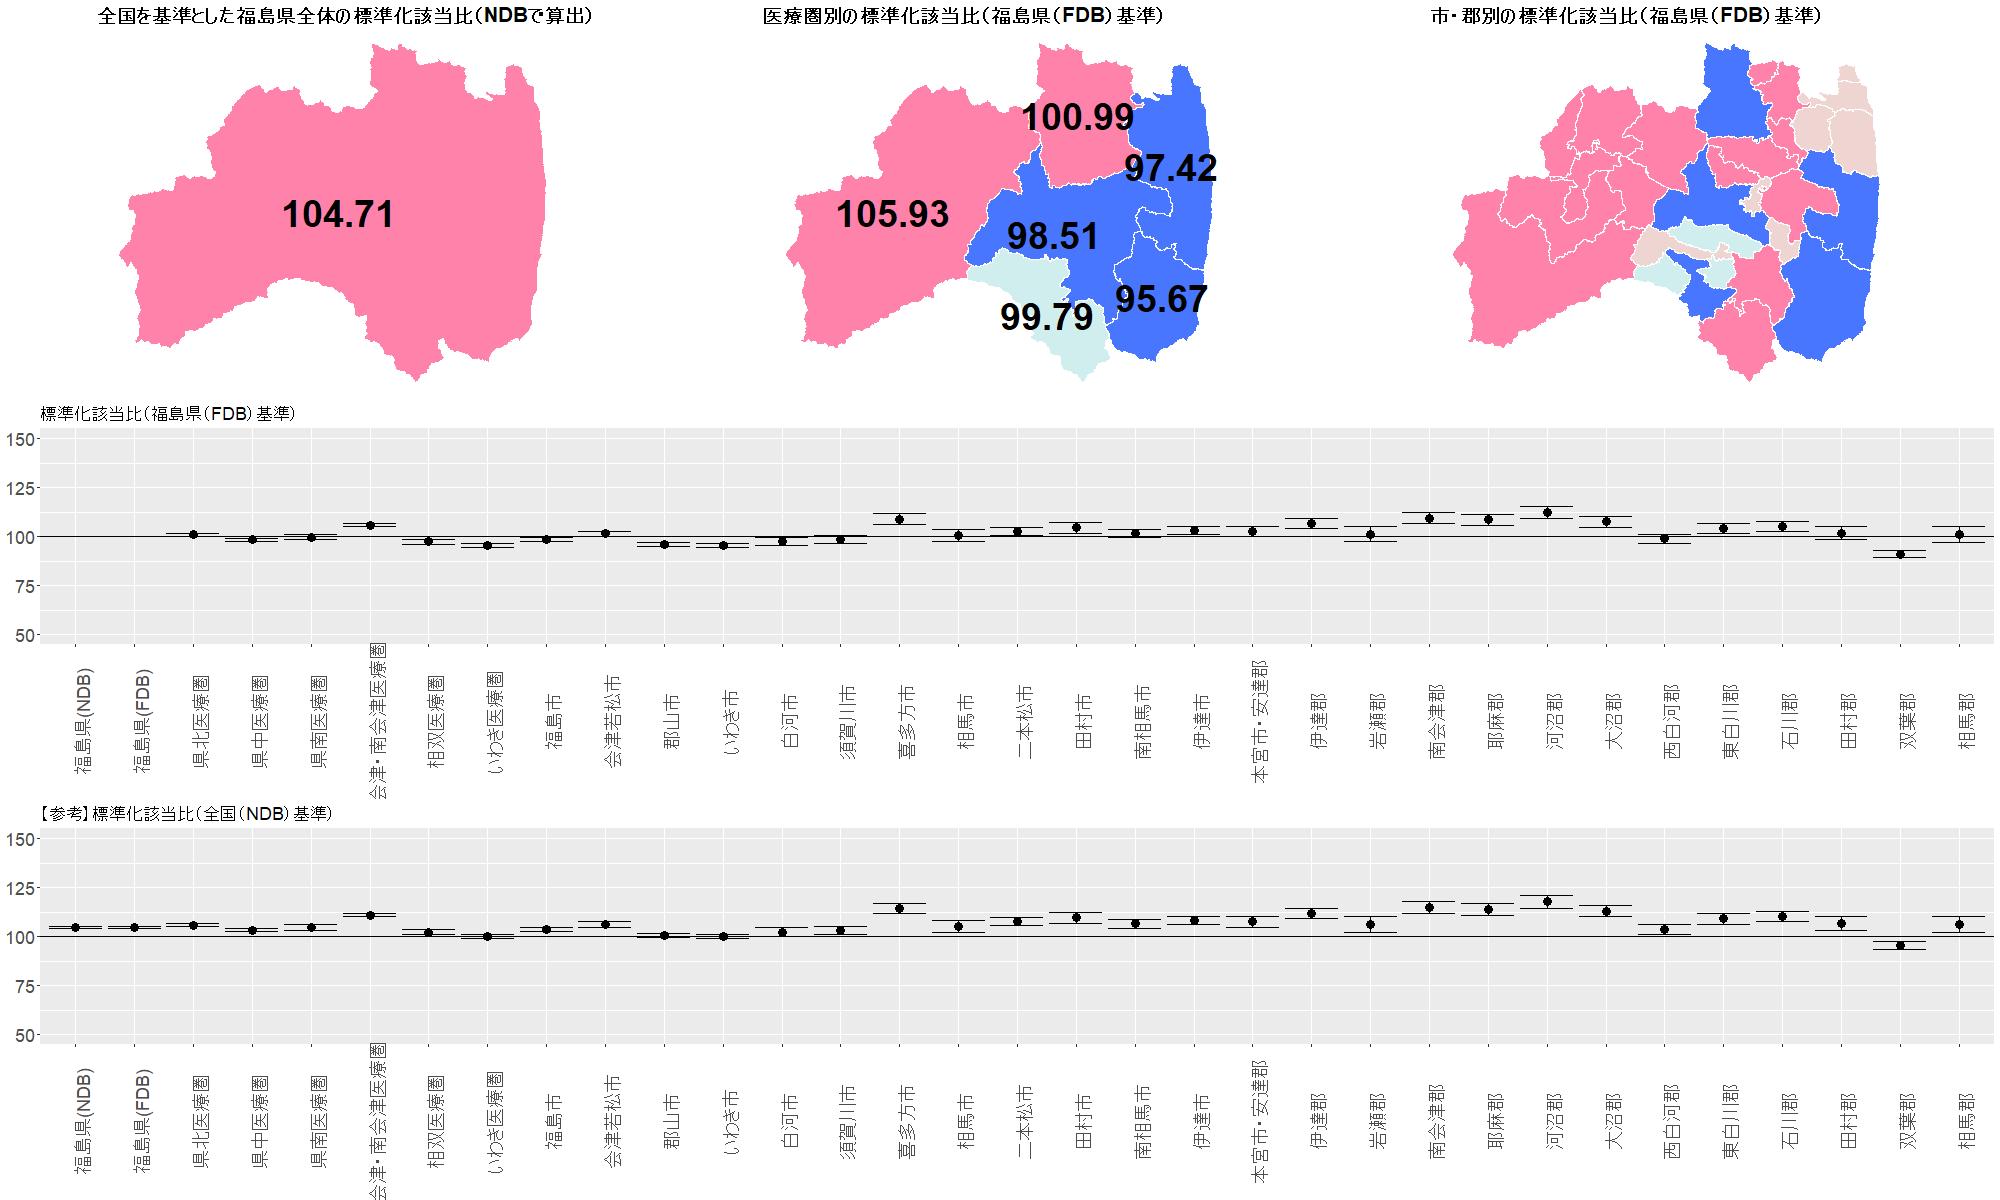 全国を基準とした福島県全体の標準化該当比（NDBで算出）
医療圏別の標準化該当比（福島県（FDB）基準）
市・郡別の標準化該当比（福島県（FDB）基準）
104.71
100.99
97.42
105.93
98.51
95.67
99.79
標準化該当比（福島県（FDB）基準）
150
125
100
75
50
福島県(NDB)
福島県(FDB)
県北医療圏
県中医療圏
県南医療圏
会津・南会津医療圏
相双医療圏
いわき医療圏
福島市
会津若松市
郡山市
いわき市
白河市
須賀川市
喜多方市
相馬市
二本松市
田村市
南相馬市
伊達市
本宮市・安達郡
伊達郡
岩瀬郡
南会津郡
耶麻郡
河沼郡
大沼郡
西白河郡
東白川郡
石川郡
田村郡
双葉郡
相馬郡
【参考】標準化該当比（全国（NDB）基準）
150
125
100
75
50
福島県(NDB)
福島県(FDB)
県北医療圏
県中医療圏
県南医療圏
会津・南会津医療圏
相双医療圏
いわき医療圏
福島市
会津若松市
郡山市
いわき市
白河市
須賀川市
喜多方市
相馬市
二本松市
田村市
南相馬市
伊達市
本宮市・安達郡
伊達郡
岩瀬郡
南会津郡
耶麻郡
河沼郡
大沼郡
西白河郡
東白川郡
石川郡
田村郡
双葉郡
相馬郡